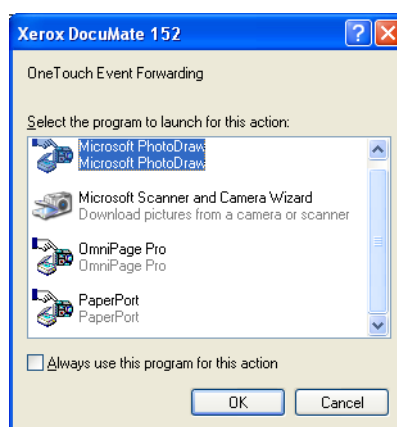 Xerox DocuMate 152
OneTouch Event Forwarding
Select the program to launch for this action:
Microsoft PhotoDraw
Microsoft PhotoDraw
Microsoft Scanner and Camera Wizard
Download pictures from a camera or scanner
OmniPage Pro
OmniPage Pro
PaperPort
PaperPort
Always use this program for this action
OK Cancel